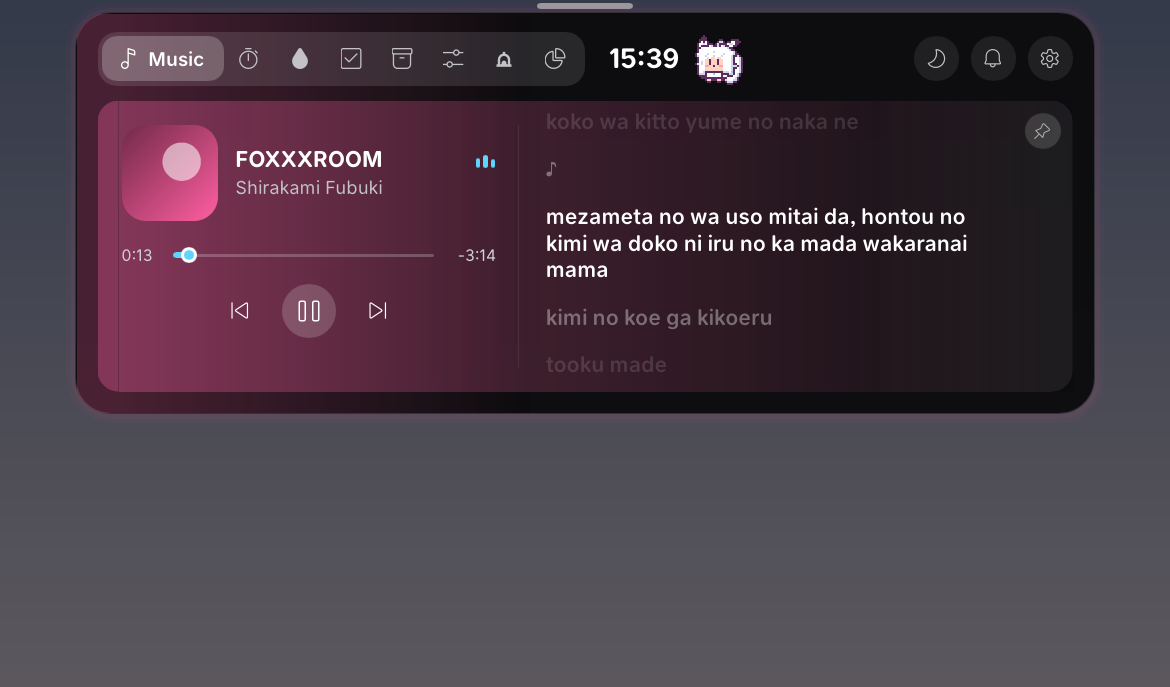 Music
15:39
FOXXXROOM
Shirakami Fubuki
0:13
-3:14
koko wa kitto yume no naka ne
♪
mezameta no wa uso mitai da, hontou no
kimi wa doko ni iru no ka mada wakaranai
mama
kimi no koe ga kikoeru
tooku made